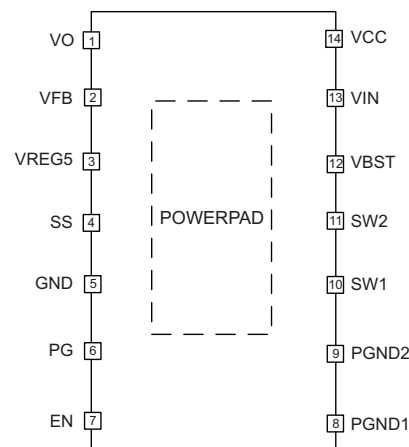 VO 1
14 VCC
VFB 2
13 VIN
VREG5 3
12 VBST
SS 4
POWERPAD
11 SW2
GND 5
10 SW1
PG 6
9 PGND2
EN 7
8 PGND1